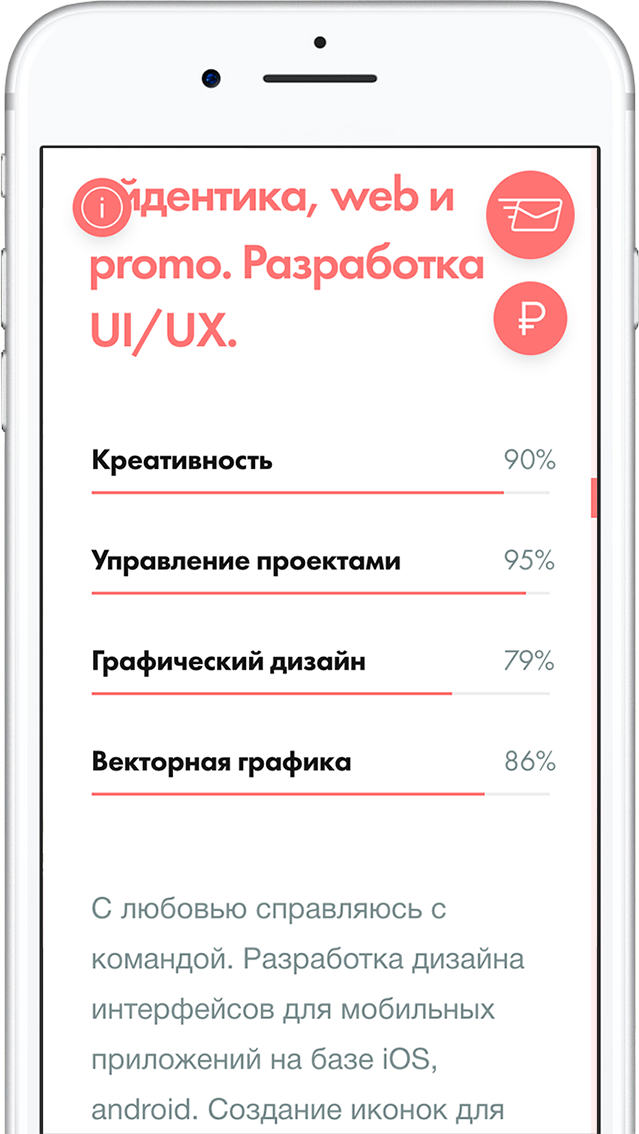 йдентика, web и
promo. Разработка
UI/UX.
Креативность 90%
Управление проектами 95%
Графический дизайн 79%
Векторная графика 86%
С любовью справляюсь с
командой. Разработка дизайна
интерфейсов для мобильных
приложений на базе iOS,
android. Создание иконок для